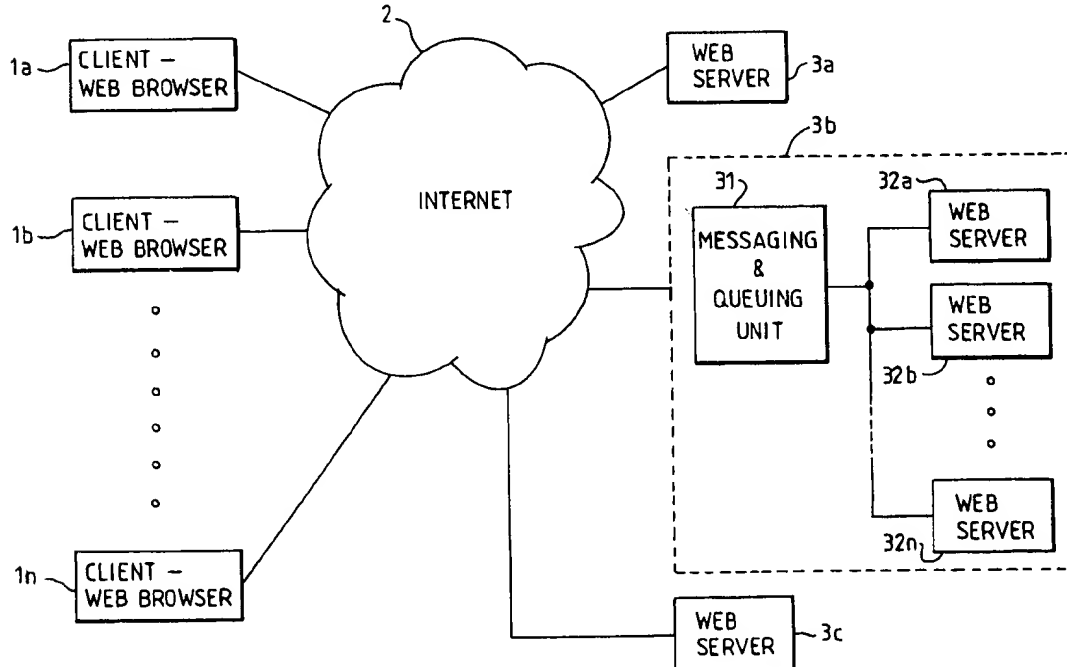 2
1a
CLIENT –
WEB BROWSER
WEB
SERVER
3a
3b
1b
CLIENT –
WEB BROWSER
INTERNET
31
MESSAGING
&
QUEUING
UNIT
32a
WEB
SERVER
WEB
SERVER
32b
WEB
SERVER
32n
1n
CLIENT –
WEB BROWSER
WEB
SERVER
3c